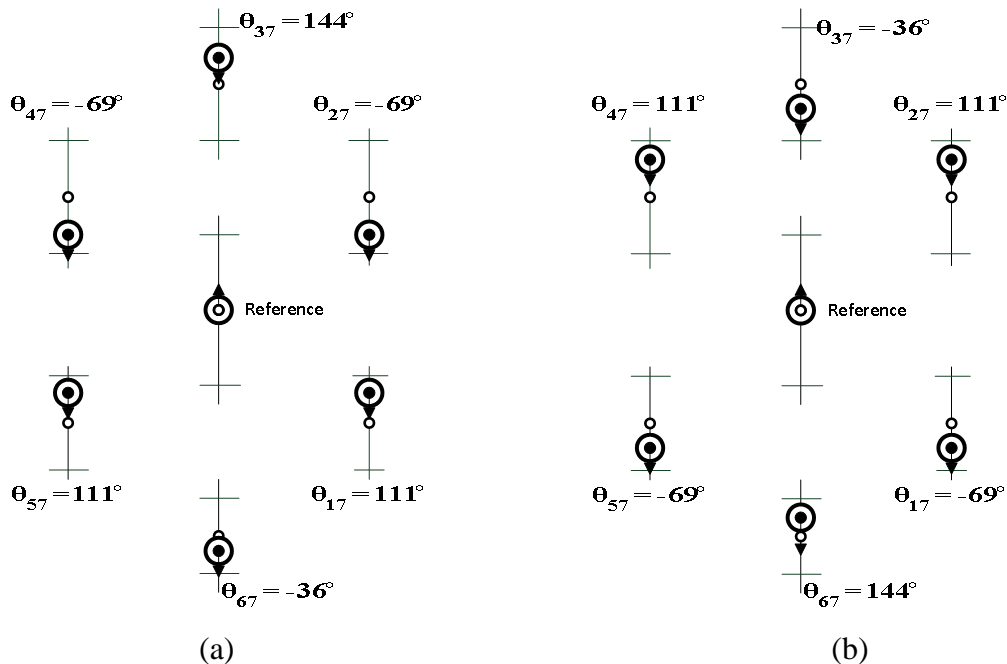 θ37 = 144°
θ47 = -69°
θ27 = -69°
Reference
θ57 = 111°
θ17 = 111°
θ67 = -36°
(a)
θ37 = -36°
θ47 = 111°
θ27 = 111°
Reference
θ57 = -69°
θ17 = -69°
θ67 = 144°
(b)